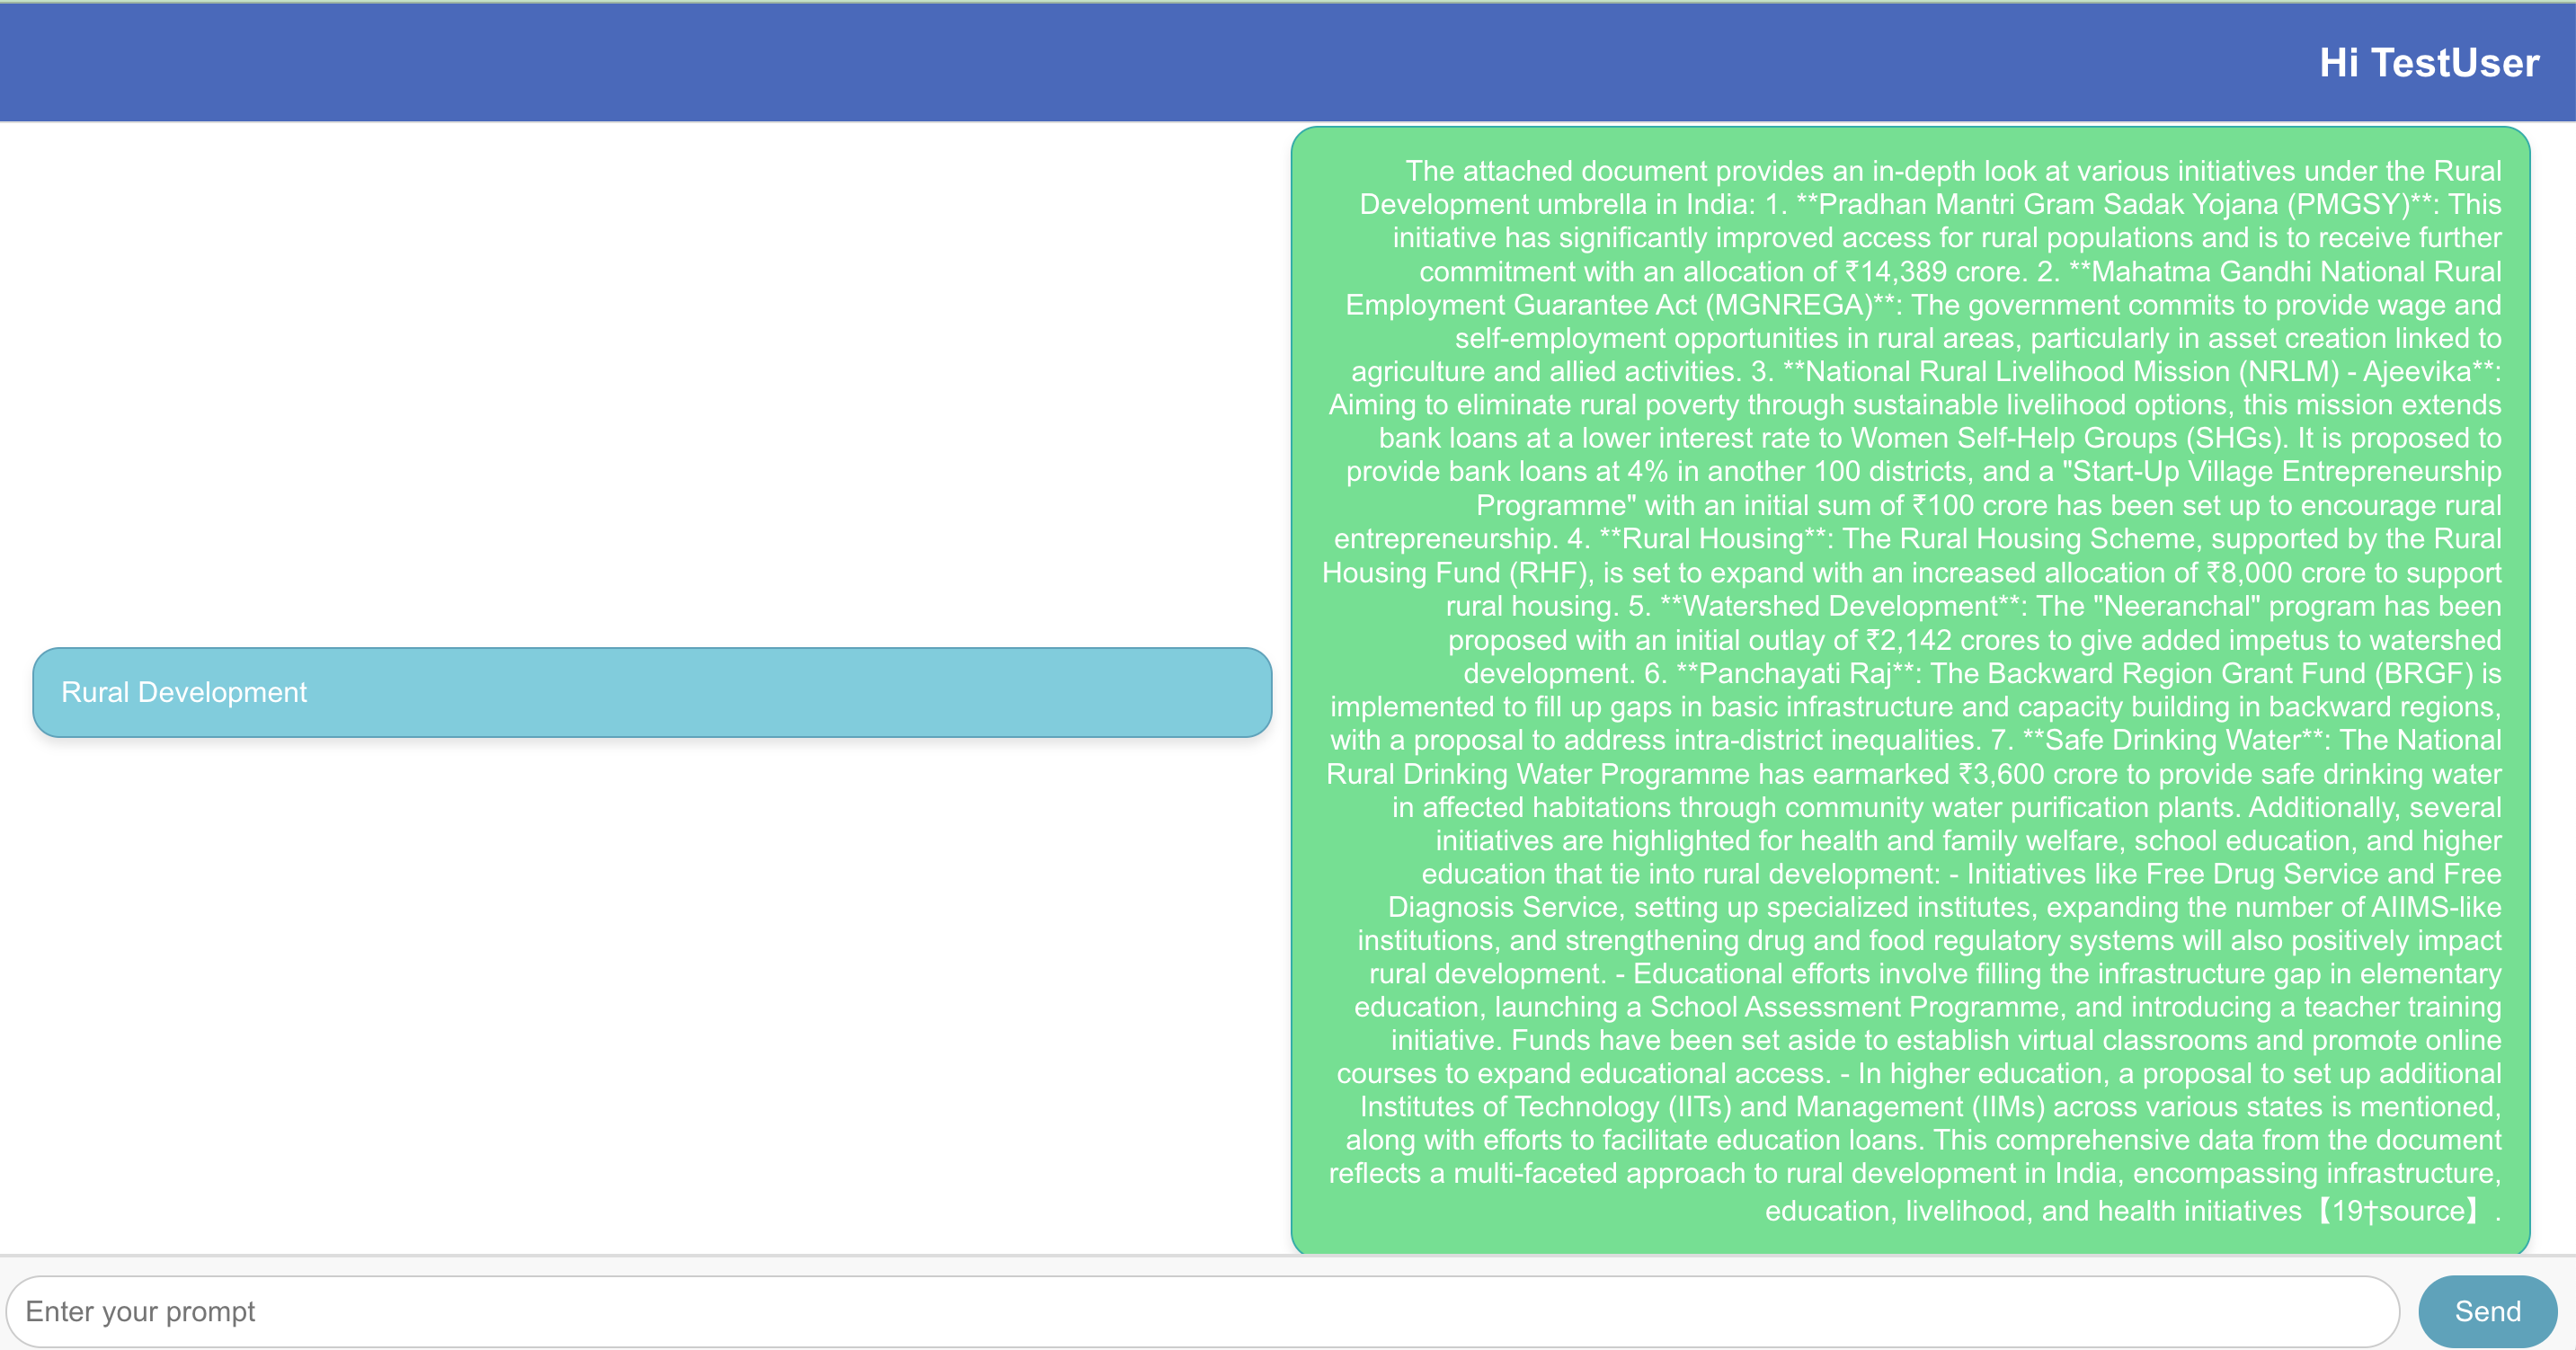 Hi TestUser
Rural Development
The attached document provides an in-depth look at various initiatives under the Rural
Development umbrella in India: 1. **Pradhan Mantri Gram Sadak Yojana (PMGSY)**: This
initiative has significantly improved access for rural populations and is to receive further
commitment with an allocation of ₹14,389 crore. 2. **Mahatma Gandhi National Rural
Employment Guarantee Act (MGNREGA)**: The government commits to provide wage and
self-employment opportunities in rural areas, particularly in asset creation linked to
agriculture and allied activities. 3. **National Rural Livelihood Mission (NRLM) - Ajeevika**:
Aiming to eliminate rural poverty through sustainable livelihood options, this mission extends
bank loans at a lower interest rate to Women Self-Help Groups (SHGs). It is proposed to
provide bank loans at 4% in another 100 districts, and a "Start-Up Village Entrepreneurship
Programme" with an initial sum of ₹100 crore has been set up to encourage rural
entrepreneurship. 4. **Rural Housing**: The Rural Housing Scheme, supported by the Rural
Housing Fund (RHF), is set to expand with an increased allocation of ₹8,000 crore to support
rural housing. 5. **Watershed Development**: The "Neeranchal" program has been
proposed with an initial outlay of ₹2,142 crores to give added impetus to watershed
development. 6. **Panchayati Raj**: The Backward Region Grant Fund (BRGF) is
implemented to fill up gaps in basic infrastructure and capacity building in backward regions,
with a proposal to address intra-district inequalities. 7. **Safe Drinking Water**: The National
Rural Drinking Water Programme has earmarked ₹3,600 crore to provide safe drinking water
in affected habitations through community water purification plants. Additionally, several
initiatives are highlighted for health and family welfare, school education, and higher
education that tie into rural development: - Initiatives like Free Drug Service and Free
Diagnosis Service, setting up specialized institutes, expanding the number of AIIMS-like
institutions, and strengthening drug and food regulatory systems will also positively impact
rural development. - Educational efforts involve filling the infrastructure gap in elementary
education, launching a School Assessment Programme, and introducing a teacher training
initiative. Funds have been set aside to establish virtual classrooms and promote online
courses to expand educational access. - In higher education, a proposal to set up additional
Institutes of Technology (IITs) and Management (IIMs) across various states is mentioned,
along with efforts to facilitate education loans. This comprehensive data from the document
reflects a multi-faceted approach to rural development in India, encompassing infrastructure,
education, livelihood, and health initiatives【19†source】.
Enter your prompt
Send